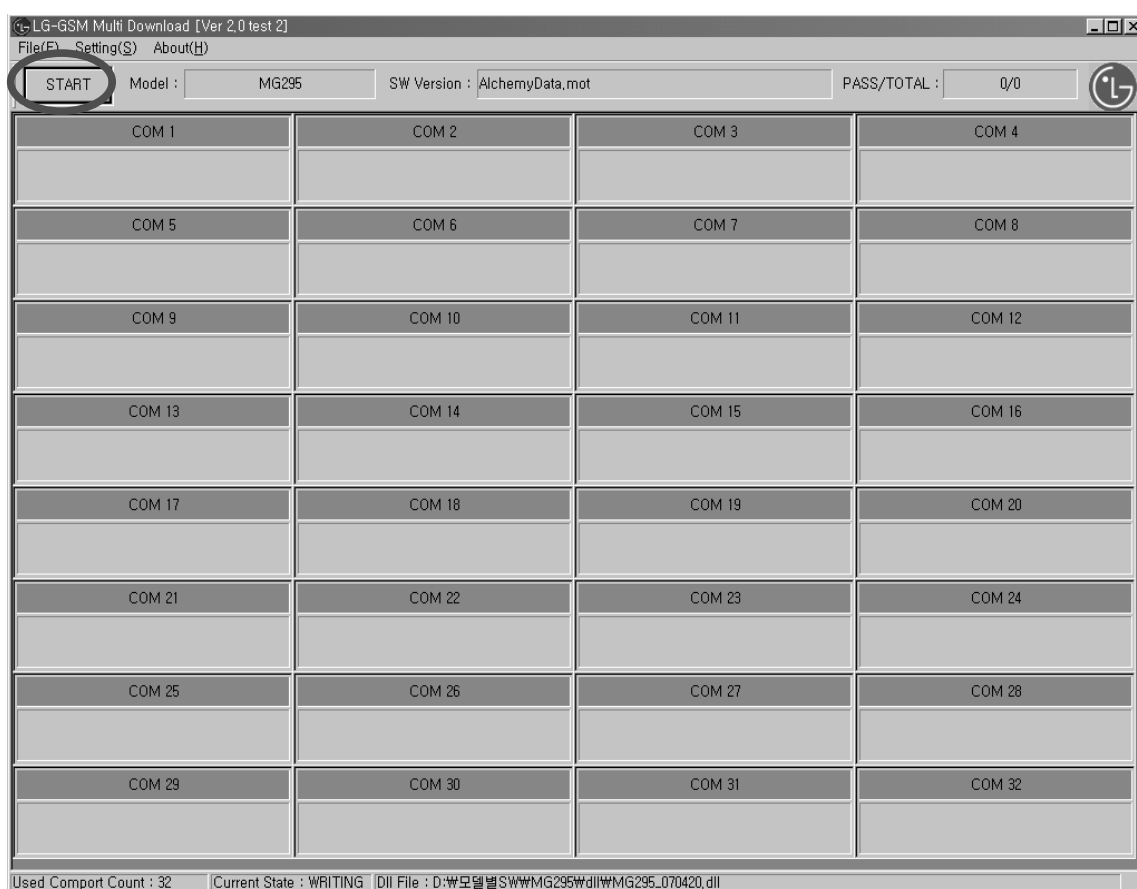 LG-GSM Multi Download [Ver 2.0 test 2]
File(F) Setting(S) About(H)
START Model : MG295 SW Version : AlchemyData.mot PASS/TOTAL : 0/0
COM 1 COM 2 COM 3 COM 4
COM 5 COM 6 COM 7 COM 8
COM 9 COM 10 COM 11 COM 12
COM 13 COM 14 COM 15 COM 16
COM 17 COM 18 COM 19 COM 20
COM 21 COM 22 COM 23 COM 24
COM 25 COM 26 COM 27 COM 28
COM 29 COM 30 COM 31 COM 32
Used Comport Count : 32 Current State : WRITING Dll File : D:₩모델별SW₩MG295₩dll₩MG295_070420.dll